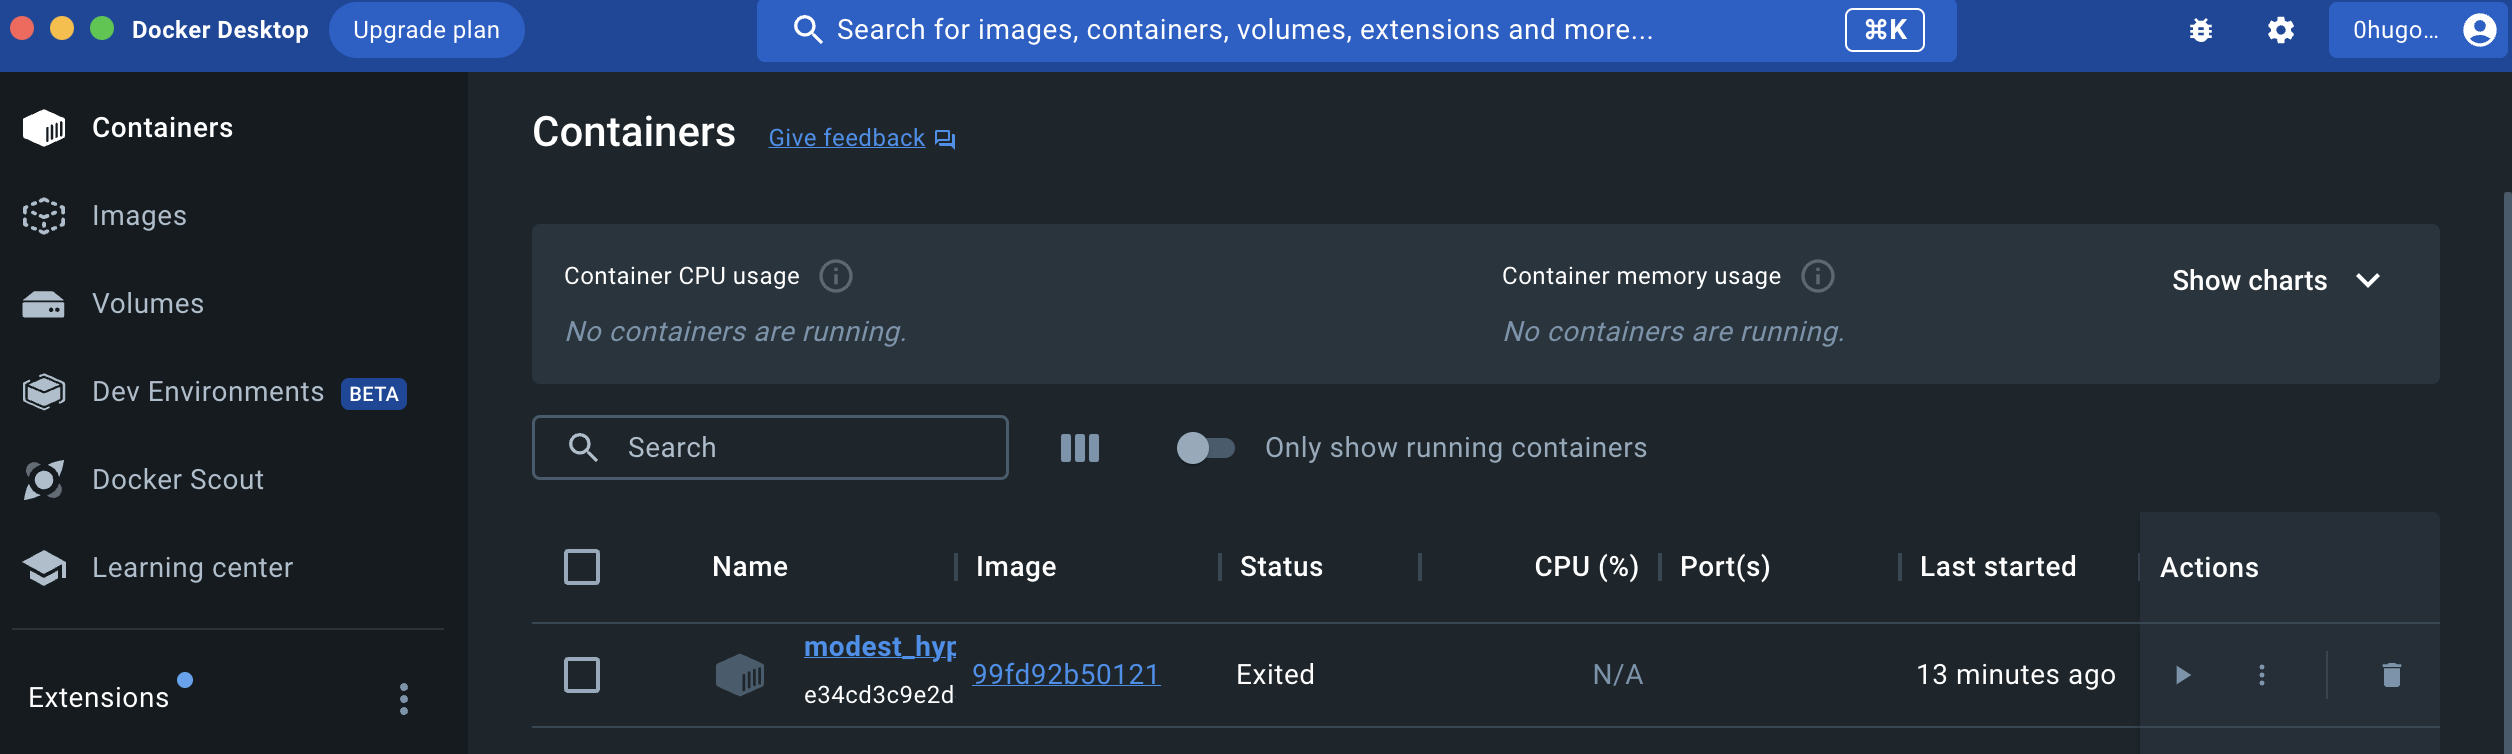 Docker Desktop
Upgrade plan
Search for images, containers, volumes, extensions and more...
⌘K
0hugo...
Containers
Images
Volumes
Dev Environments BETA
Docker Scout
Learning center
Extensions
Containers
Give feedback
Container CPU usage
No containers are running.
Container memory usage
No containers are running.
Show charts
Search
Only show running containers
Name Image Status CPU (%) Port(s) Last started Actions
modest_hyp
e34cd3c9e2d
99fd92b50121
Exited
N/A
13 minutes ago